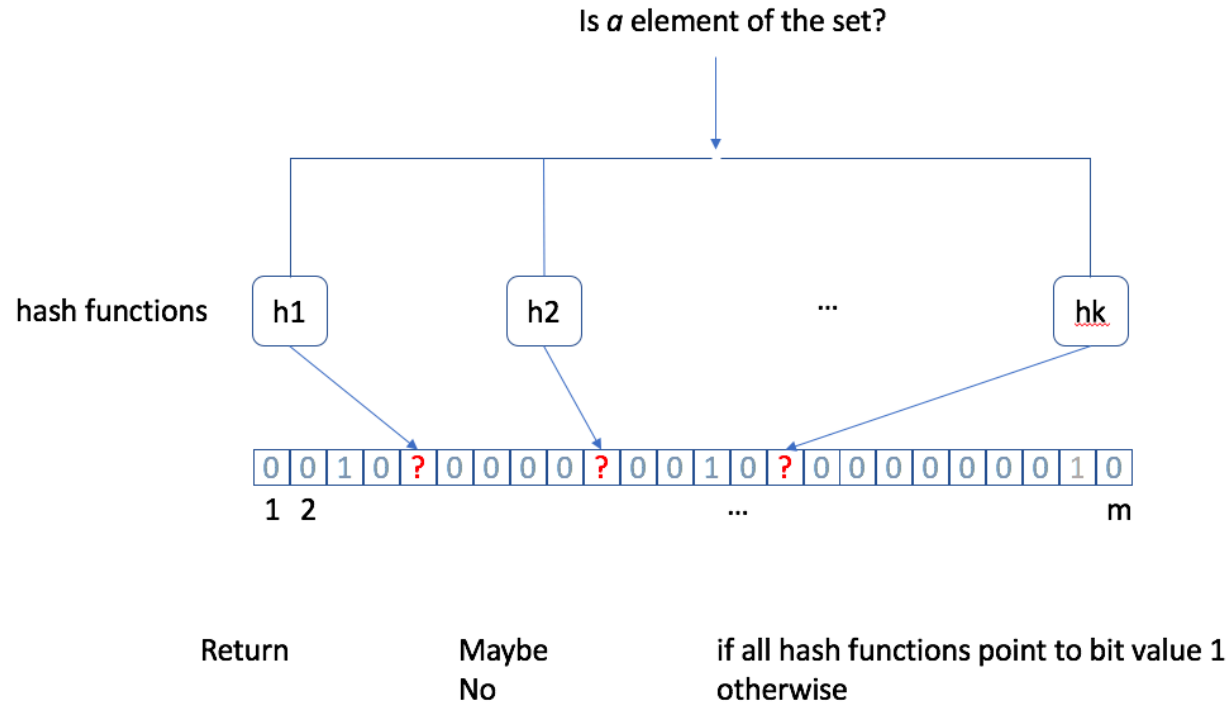 Is a element of the set?
hash functions h1 h2 ... hk
0 0 1 0 ? 0 0 0 0 ? 0 0 1 0 ? 0 0 0 0 0 0 0 1 0
1 2 ... m
Return Maybe if all hash functions point to bit value 1
No otherwise